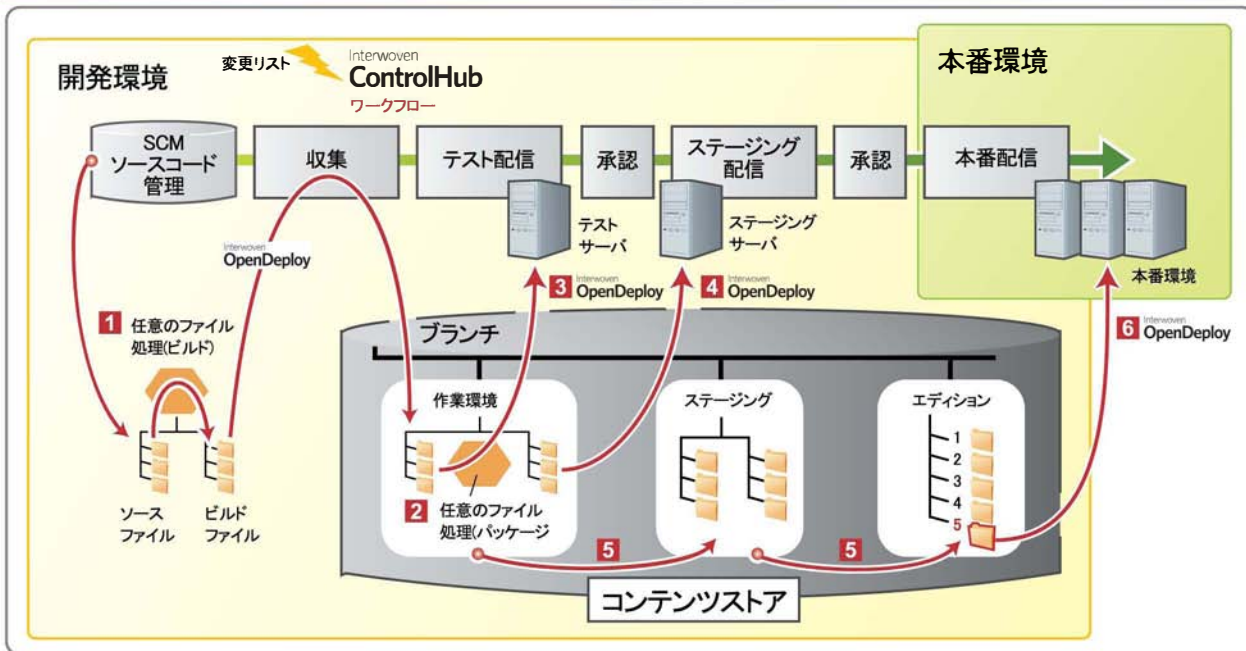 開発環境
変更リスト
Interwoven
ControlHub
ワークフロー
本番環境
SCM
ソースコード
管理
収集
テスト配信
承認
ステージング
配信
承認
本番配信
テスト
サーバ
ステージング
サーバ
本番環境
Interwoven
OpenDeploy
3 Interwoven
OpenDeploy
4 Interwoven
OpenDeploy
6 Interwoven
OpenDeploy
1 任意のファイル
処理(ビルド)
ソース
ファイル
ビルド
ファイル
ブランチ
作業環境
2 任意のファイル
処理(パッケージ
ステージング
エディション
1
2
3
4
5
5
5
コンテンツストア